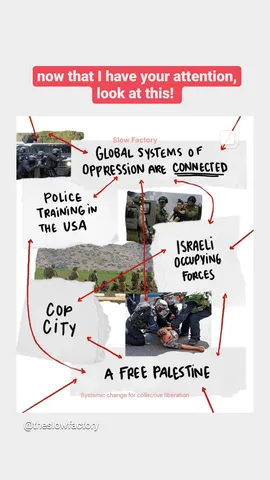 now that I have your attention,
look at this!
Slow Factory
GLOBAL SYSTEMS OF
OPPRESSION ARE CONNECTED
POLICE
TRAINING IN
THE USA
ISRAELI
OCCUPYING
FORCES
COP
CITY
A FREE PALESTINE
Systemic change for collective liberation
@theslowfactory